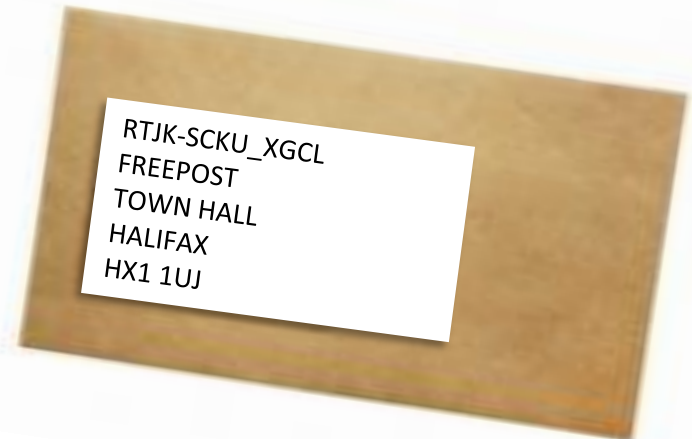 RTJK-SCKU_XGCL
FREEPOST
TOWN HALL
HALIFAX
HX1 1UJ